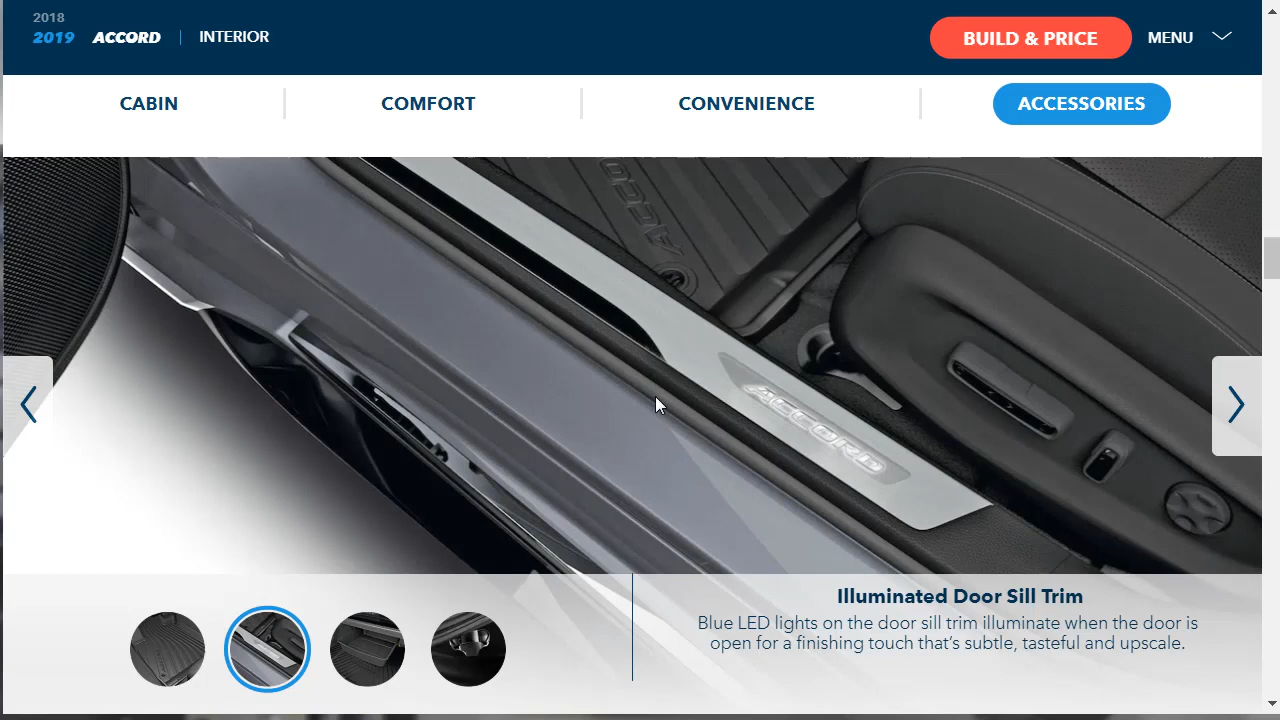 2018
2019 ACCORD | INTERIOR
BUILD & PRICE
MENU
CABIN
COMFORT
CONVENIENCE
ACCESSORIES
ACCO
ACCORD
Illuminated Door Sill Trim
Blue LED lights on the door sill trim illuminate when the door is
open for a finishing touch that's subtle, tasteful and upscale.